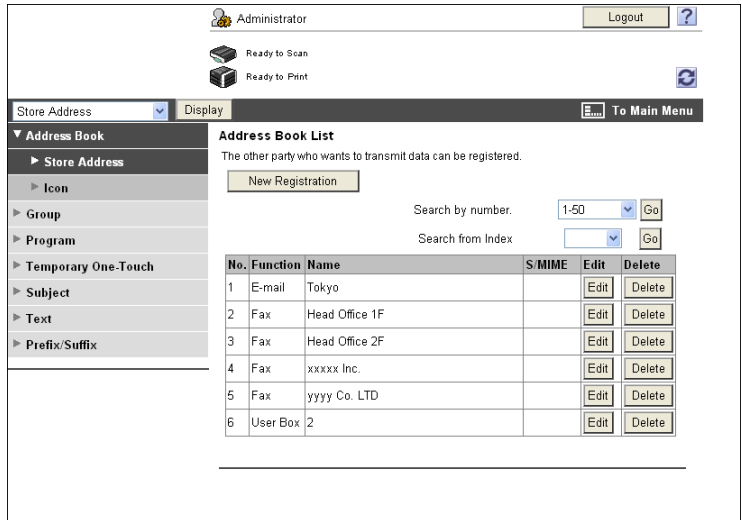 Administrator
Logout
?
Ready to Scan
Ready to Print
Store Address
Display
To Main Menu
Address Book
Store Address
Icon
Group
Program
Temporary One-Touch
Subject
Text
Prefix/Suffix
Address Book List
The other party who wants to transmit data can be registered.
New Registration
Search by number. 1-50 Go
Search from Index Go
No. Function Name S/MIME Edit Delete
1 E-mail Tokyo Edit Delete
2 Fax Head Office 1F Edit Delete
3 Fax Head Office 2F Edit Delete
4 Fax xxxxx Inc. Edit Delete
5 Fax yyyy Co. LTD Edit Delete
6 User Box 2 Edit Delete